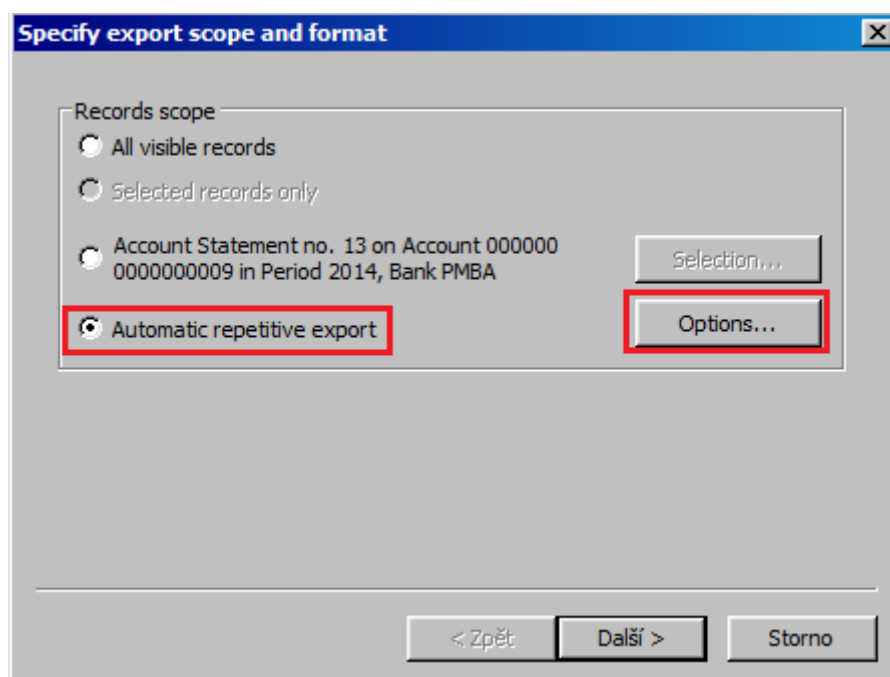 Specify export scope and format
Records scope
All visible records
Selected records only
Account Statement no. 13 on Account 000000
0000000009 in Period 2014, Bank PMBA
Selection...
Automatic repetitive export
Options...
< Zpět
Další >
Storno